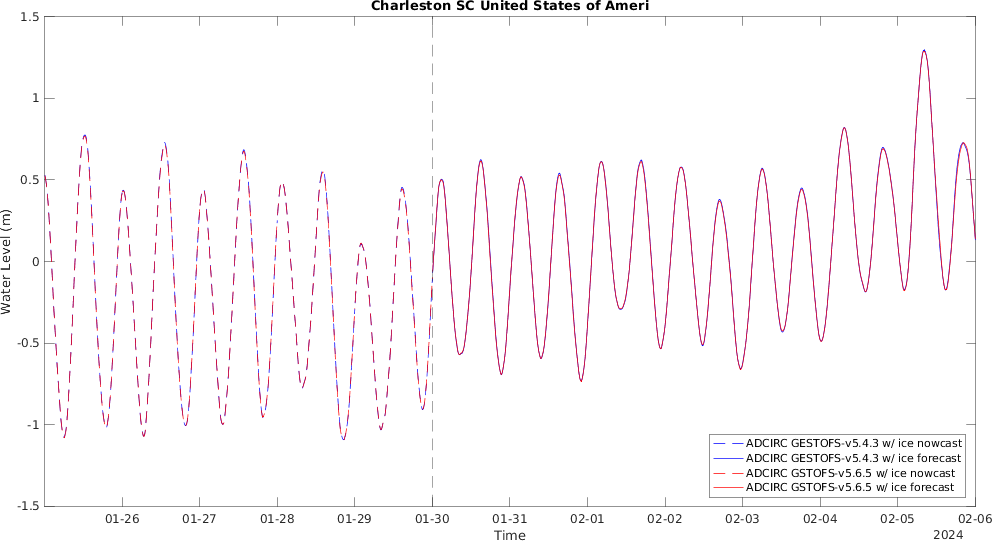 Charleston SC United States of Ameri
1.5
1
0.5
0
-0.5
-1
-1.5
Water Level (m)
ADCIRC GESTOFS-v5.4.3 w/ ice nowcast
ADCIRC GESTOFS-v5.4.3 w/ ice forecast
ADCIRC GSTOFS-v5.6.5 w/ ice nowcast
ADCIRC GSTOFS-v5.6.5 w/ ice forecast
01-26 01-27 01-28 01-29 01-30 01-31 02-01 02-02 02-03 02-04 02-05 02-06
Time
2024